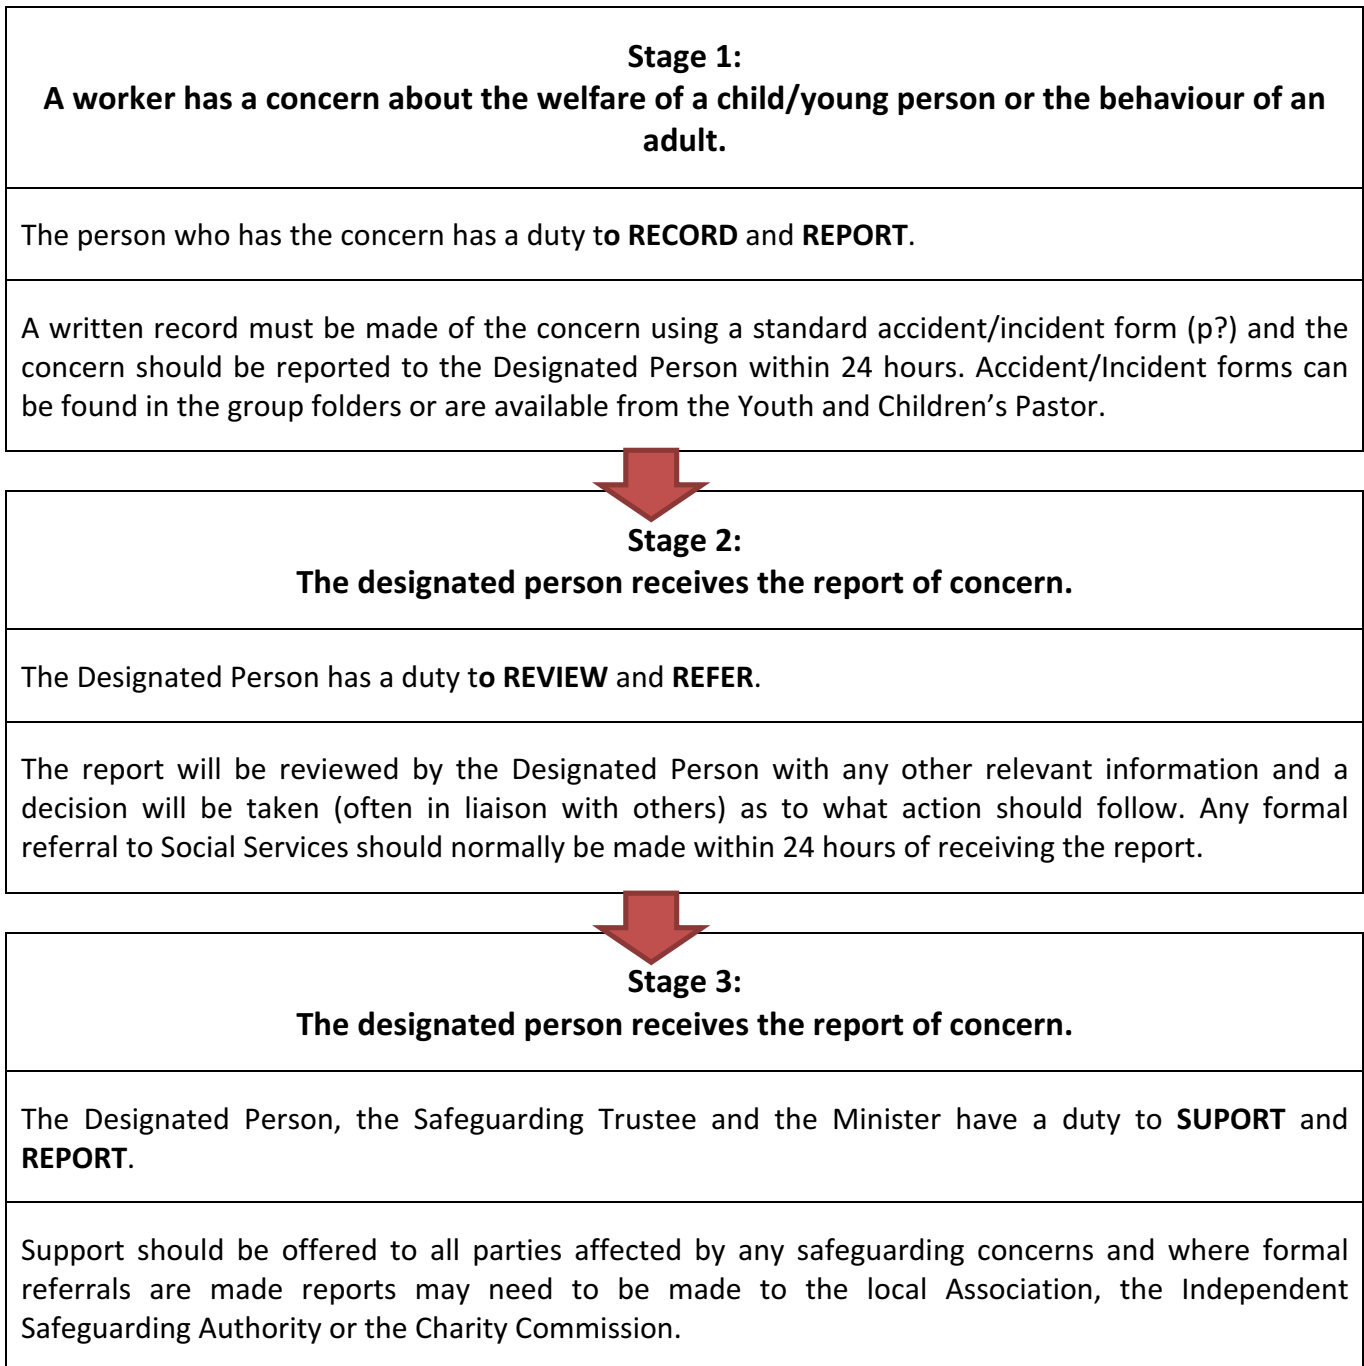 Stage 1:
A worker has a concern about the welfare of a child/young person or the behaviour of an
adult.
The person who has the concern has a duty to RECORD and REPORT.
A written record must be made of the concern using a standard accident/incident form (p?) and the
concern should be reported to the Designated Person within 24 hours. Accident/Incident forms can
be found in the group folders or are available from the Youth and Children’s Pastor.
Stage 2:
The designated person receives the report of concern.
The Designated Person has a duty to REVIEW and REFER.
The report will be reviewed by the Designated Person with any other relevant information and a
decision will be taken (often in liaison with others) as to what action should follow. Any formal
referral to Social Services should normally be made within 24 hours of receiving the report.
Stage 3:
The designated person receives the report of concern.
The Designated Person, the Safeguarding Trustee and the Minister have a duty to SUPORT and
REPORT.
Support should be offered to all parties affected by any safeguarding concerns and where formal
referrals are made reports may need to be made to the local Association, the Independent
Safeguarding Authority or the Charity Commission.